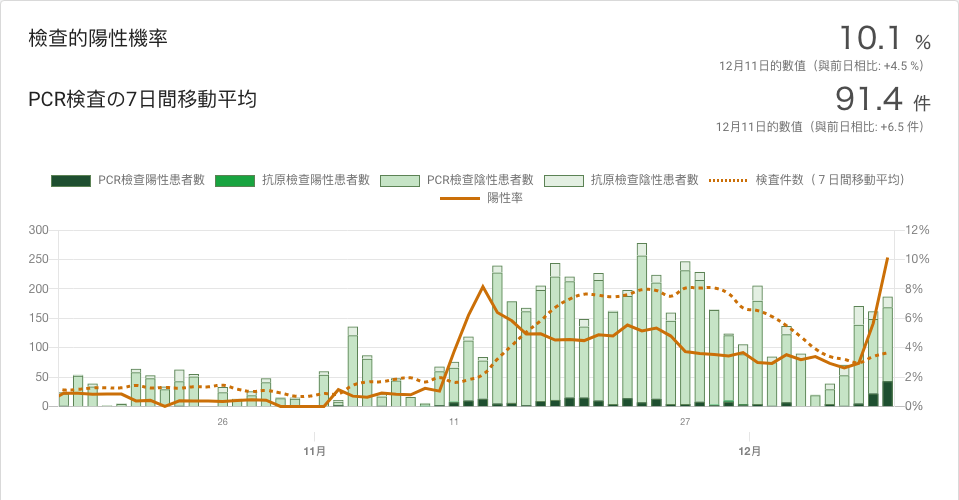 檢查的陽性機率
10.1 %
12月11日的數值（與前日相比: +4.5 %）
PCR検査の7日間移動平均
91.4 件
12月11日的數值（與前日相比: +6.5 件）
PCR檢查陽性患者數 抗原檢查陽性患者數 PCR檢查陰性患者數 抗原檢查陰性患者數 検査件数（７日間移動平均）
陽性率
300 12%
250 10%
200 8%
150 6%
100 4%
50 2%
0 0%
26 11 27
11月 12月